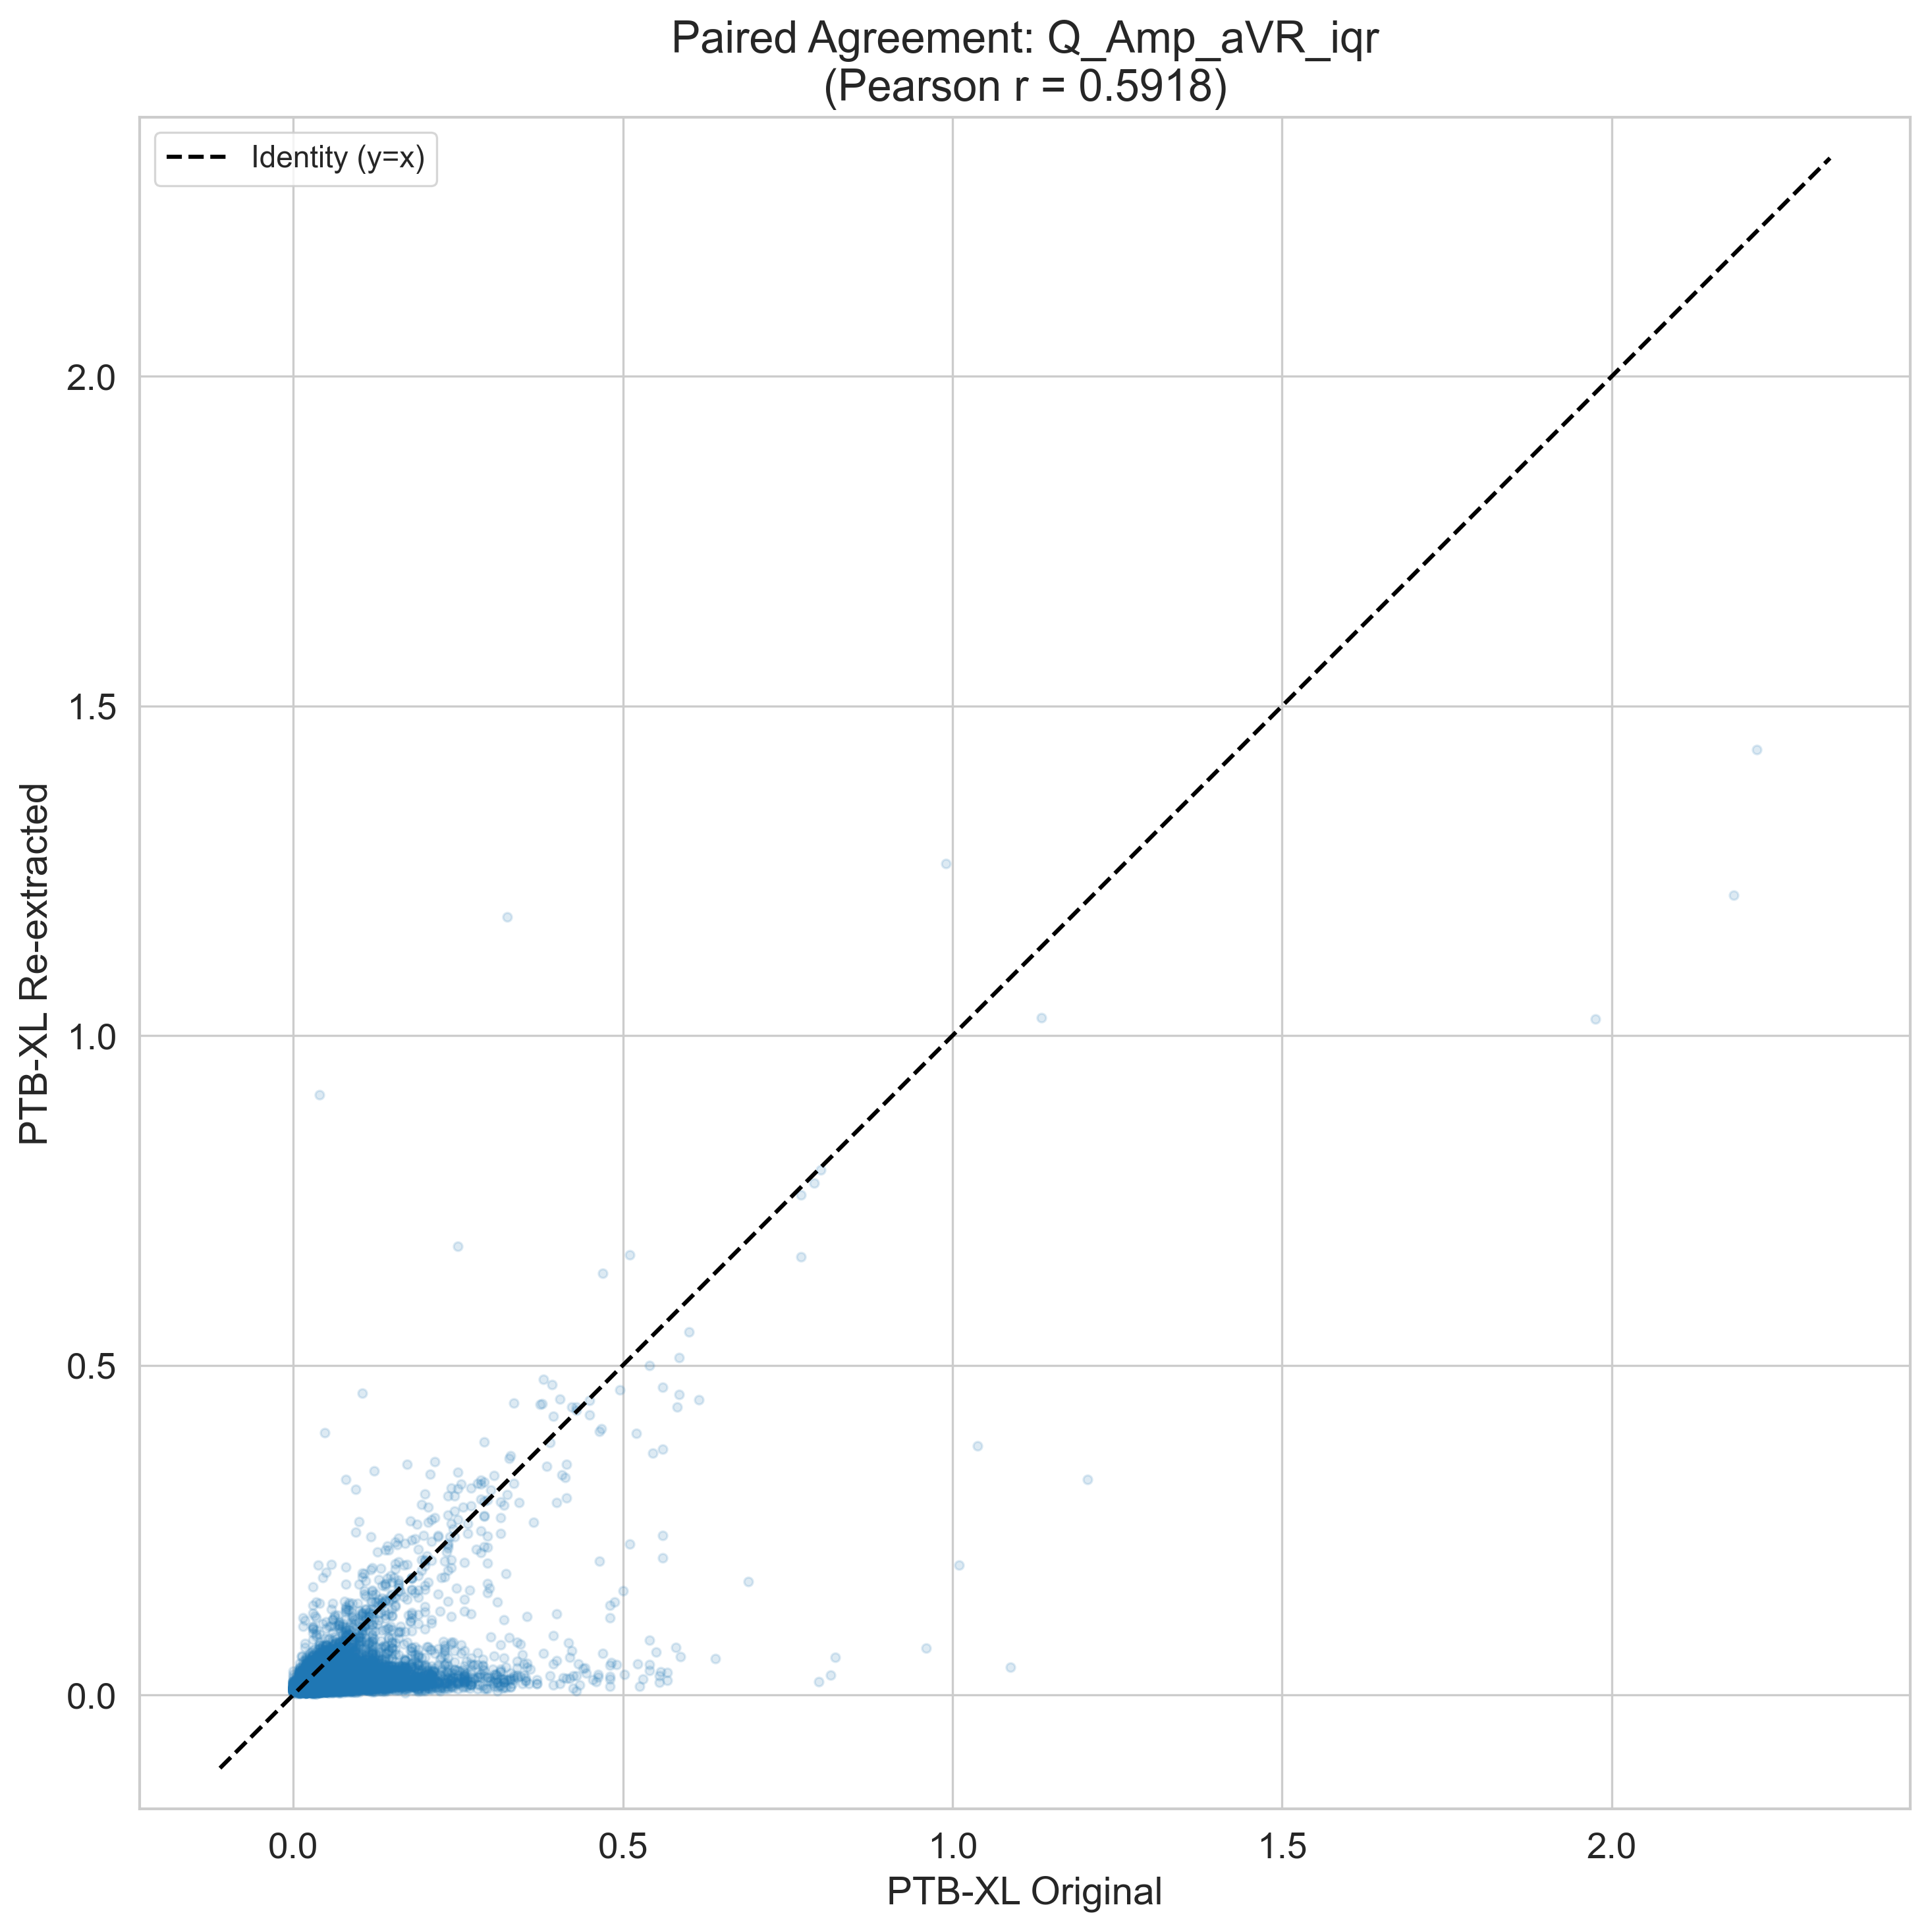 Paired Agreement: Q_Amp_aVR_iqr
(Pearson r = 0.5918)
Identity (y=x)
2.0
1.5
1.0
0.5
0.0
PTB-XL Re-extracted
0.0
0.5
1.0
1.5
2.0
PTB-XL Original